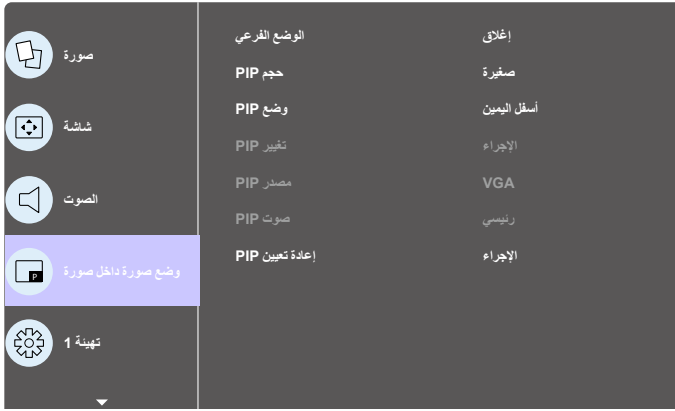 صورة
شاشة
الصوت
P
وضع صورة داخل صورة
تهيئة 1
الوضع الفرعي إغلاق
حجم PIP صغيرة
وضع PIP أسفل اليمين
تغيير PIP الإجراء
مصدر PIP VGA
صوت PIP رئيسي
إعادة تعيين PIP الإجراء